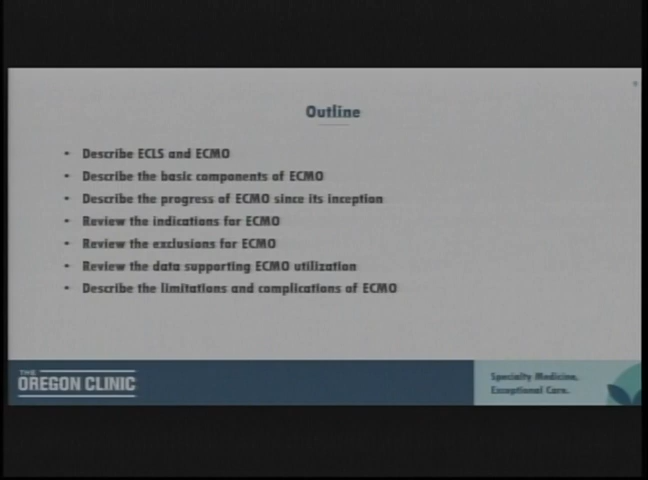 Outline
• Describe ECLS and ECMO
• Describe the basic components of ECMO
• Describe the progress of ECMO since its inception
• Review the indications for ECMO
• Review the exclusions for ECMO
• Review the data supporting ECMO utilization
• Describe the limitations and complications of ECMO
THE
OREGON CLINIC
Specialty Medicine,
Exceptional Care.